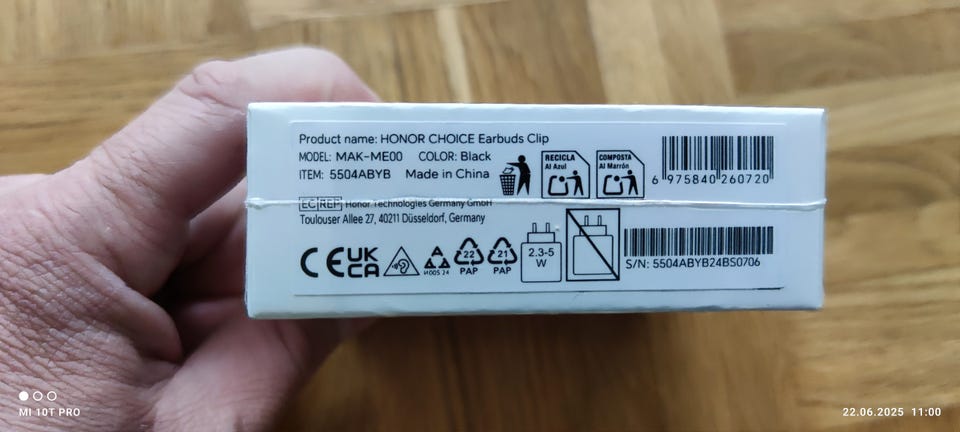 Product name: HONOR CHOICE Earbuds Clip
MODEL: MAK-ME00 COLOR: Black
ITEM: 5504ABYB Made in China
RECICLA
Al Azul
COMPOSTA
Al Marrón
6 975840 260720
EC REP Honor Technologies Germany GmbH
Toulouser Allee 27, 40211 Düsseldorf, Germany
CE UK
CA
22
PAP
21
PAP
2.3-5
W
S/N: 5504ABYB24BS0706
MI 10T PRO
22.06.2025 11:00